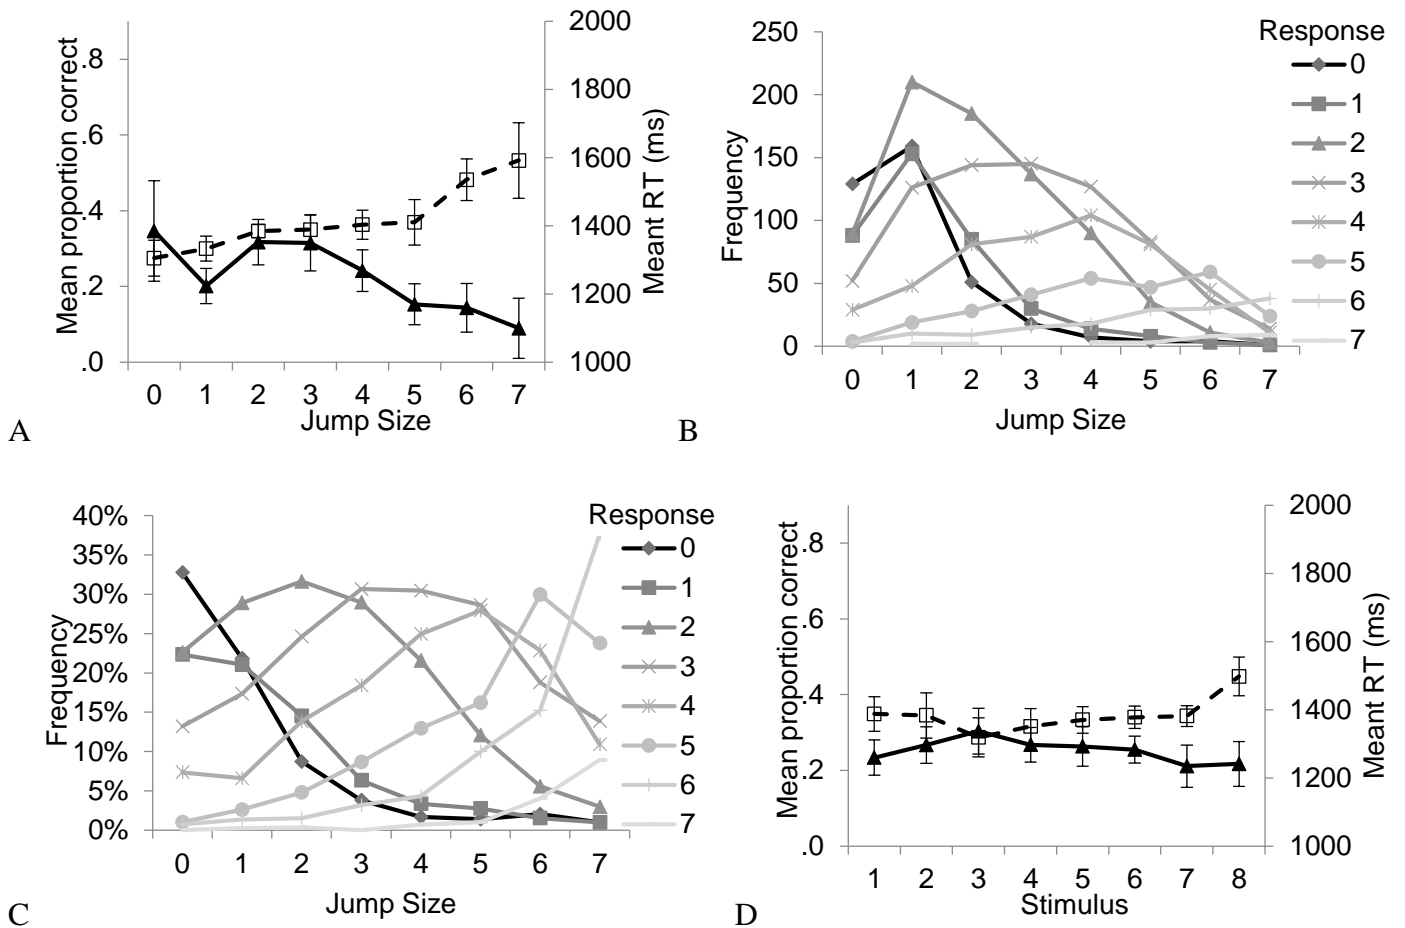 Mean proportion correct
.8
.6
.4
.2
.0
2000
1800
1600
1400
1200
1000
Meant RT (ms)
0 1 2 3 4 5 6 7
Jump Size
A
Frequency
250
200
150
100
50
0
0 1 2 3 4 5 6 7
Jump Size
Response
0
1
2
3
4
5
6
7
B
Frequency
40%
35%
30%
25%
20%
15%
10%
5%
0%
0 1 2 3 4 5 6 7
Jump Size
Response
0
1
2
3
4
5
6
7
C
Mean proportion correct
.8
.6
.4
.2
.0
2000
1800
1600
1400
1200
1000
Meant RT (ms)
1 2 3 4 5 6 7 8
Stimulus
D